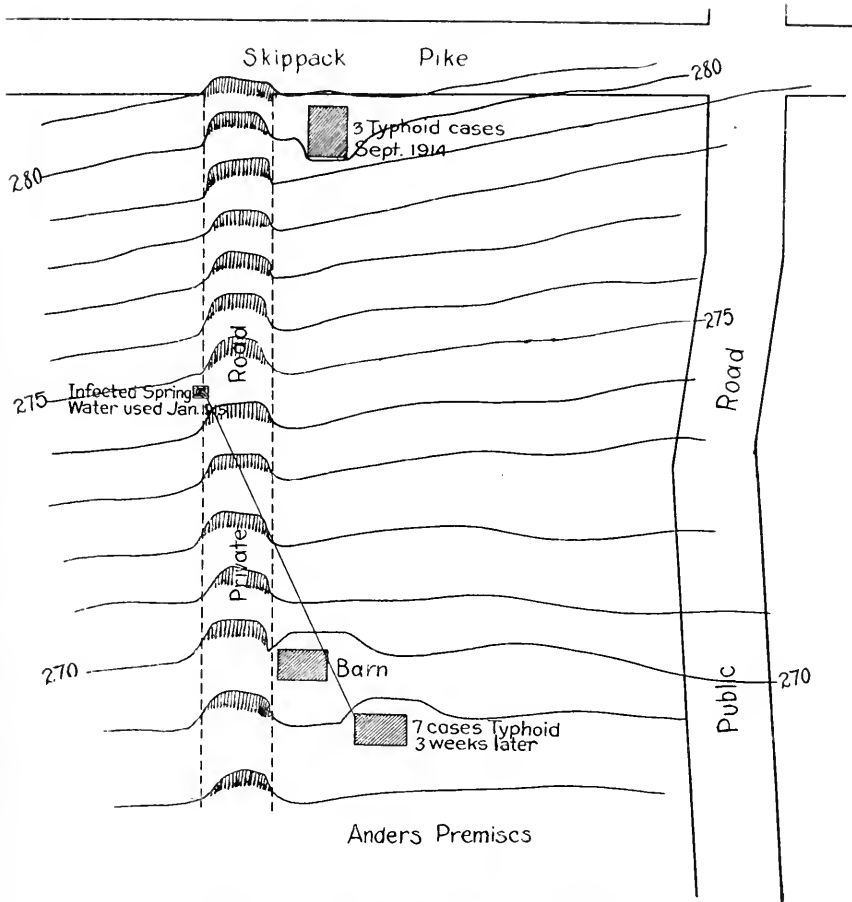 Skippack Pike
280
3 Typhoid cases
Sept. 1914
280
275
Road
Infected Spring
Water used Jan. 1915
275
Road
Private
Barn
270
270
Public
7 cases Typhoid
3 weeks later
Anders Premises